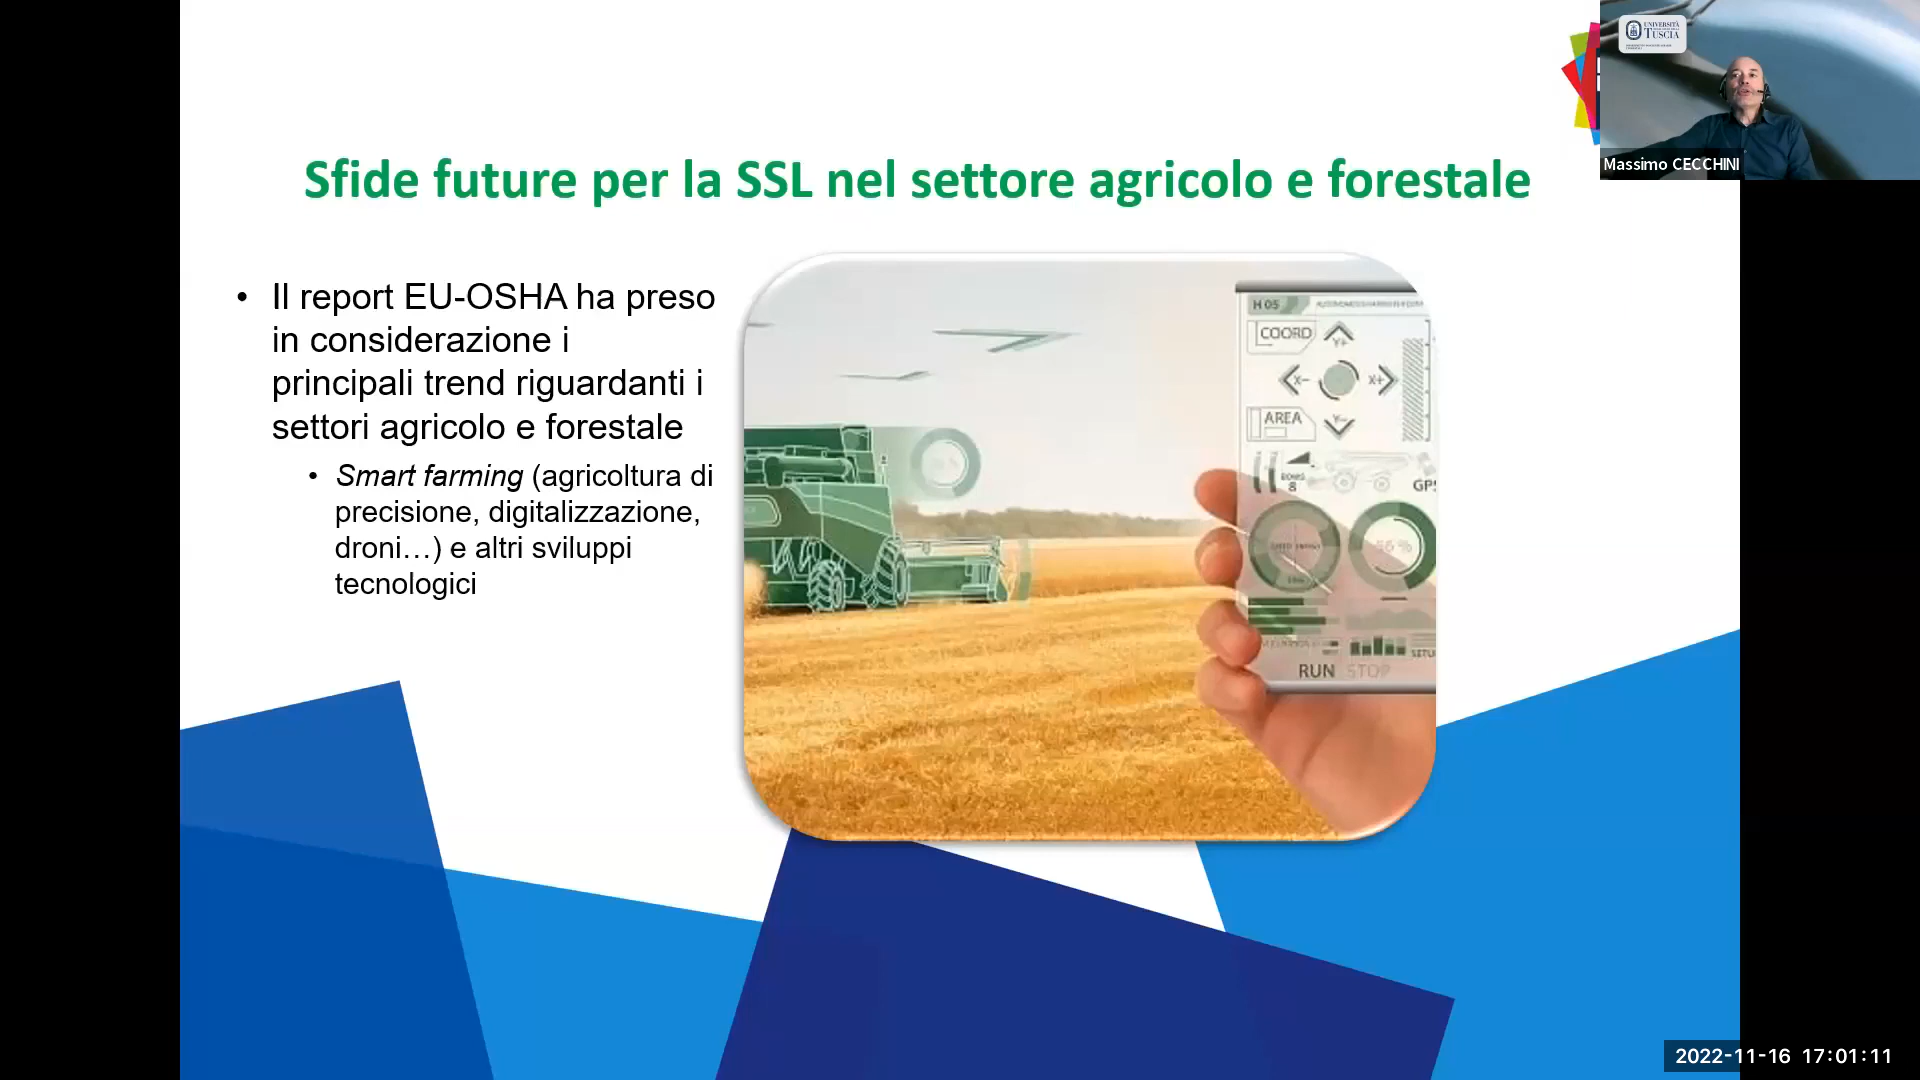 UNIVERSITÀ
TUSCIA
Massimo CECCHINI
Sfide future per la SSL nel settore agricolo e forestale
• Il report EU-OSHA ha preso
in considerazione i
principali trend riguardanti i
settori agricolo e forestale
• Smart farming (agricoltura di
precisione, digitalizzazione,
droni…) e altri sviluppi
tecnologici
H 05
COORD
Y+
X-
X+
AREA
Y-
8
GPS
RUN STOP
2022-11-16 17:01:11